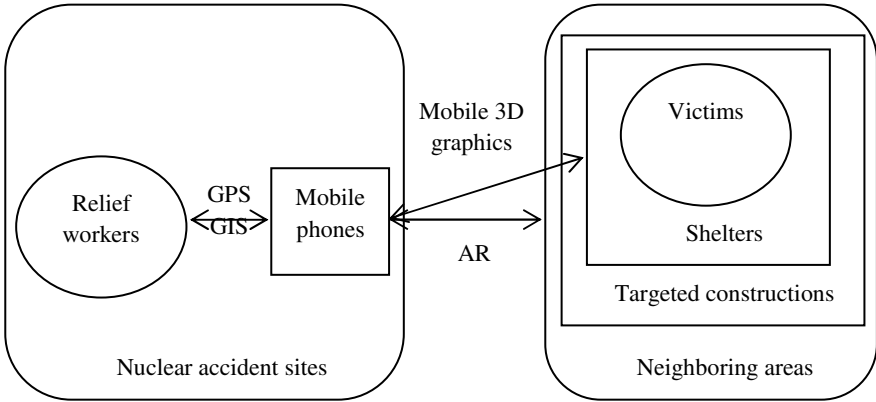 Relief
workers
GPS
GIS
Mobile
phones
Nuclear accident sites
Mobile 3D
graphics
AR
Victims
Shelters
Targeted constructions
Neighboring areas